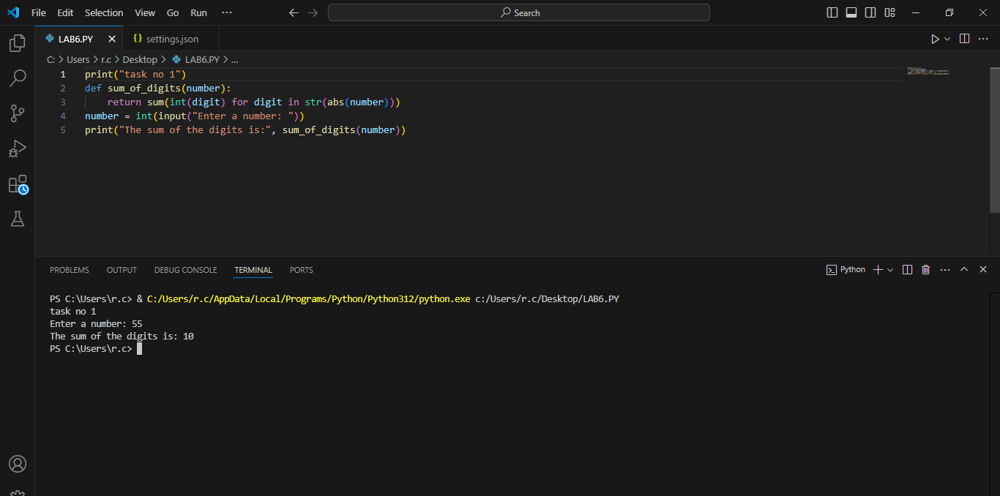 File Edit Selection View Go Run ···
Search
LAB6.PY
{} settings.json
C: > Users > r.c > Desktop > LAB6.PY > ...
1 print("task no 1")
2 def sum_of_digits(number):
3     return sum(int(digit) for digit in str(abs(number)))
4 number = int(input("Enter a number: "))
5 print("The sum of the digits is:", sum_of_digits(number))
PROBLEMS OUTPUT DEBUG CONSOLE TERMINAL PORTS
Python
PS C:\Users\r.c> & C:/Users/r.c/AppData/Local/Programs/Python/Python312/python.exe c:/Users/r.c/Desktop/LAB6.PY
task no 1
Enter a number: 55
The sum of the digits is: 10
PS C:\Users\r.c>